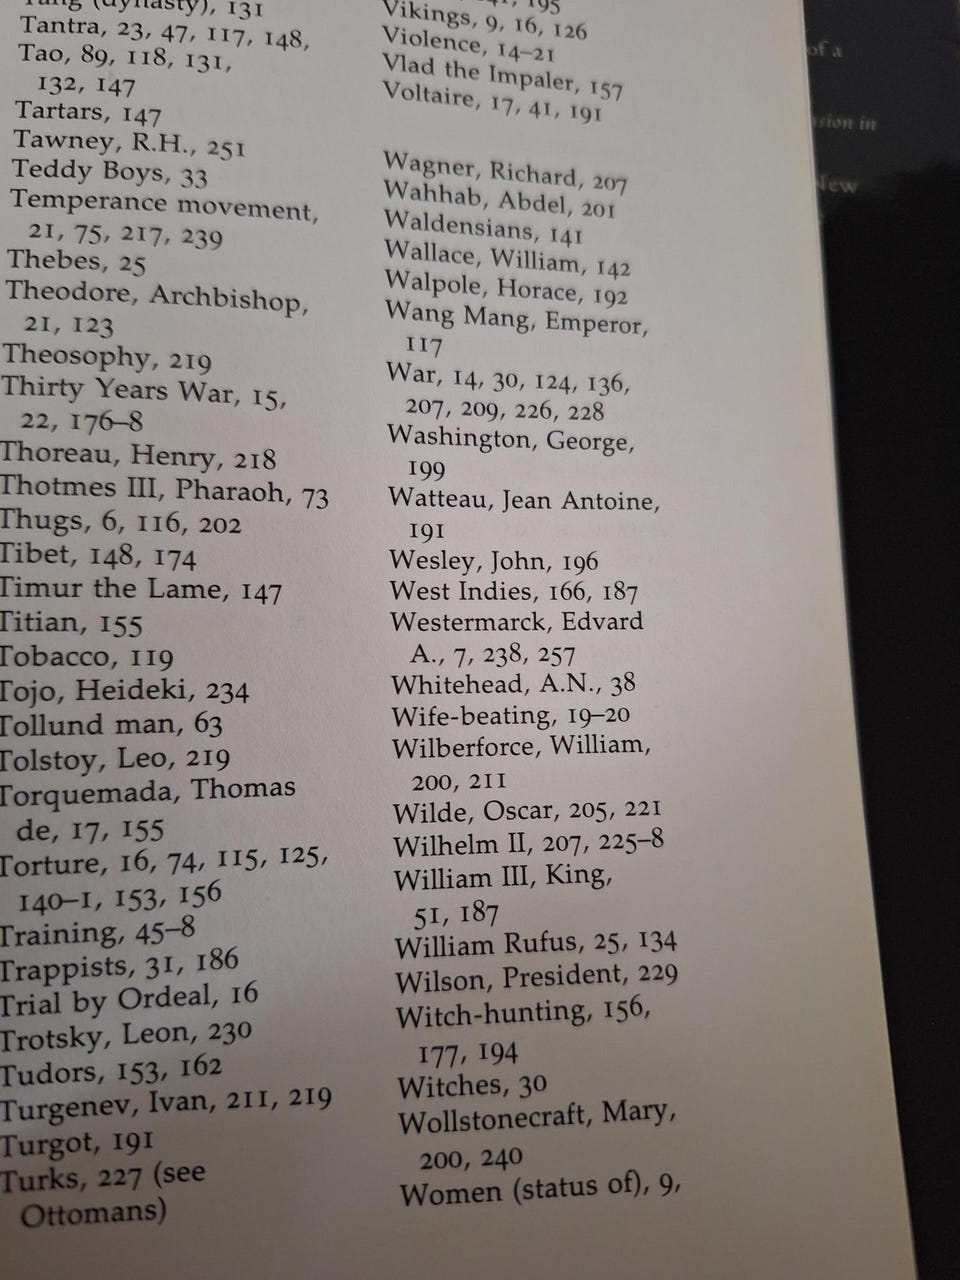 (dynasty), 131
Tantra, 23, 47, 117, 148,
Tao, 89, 118, 131,
132, 147
Tartars, 147
Tawney, R.H., 251
Teddy Boys, 33
Temperance movement,
21, 75, 217, 239
Thebes, 25
Theodore, Archbishop,
21, 123
Theosophy, 219
Thirty Years War, 15,
22, 176–8
Thoreau, Henry, 218
Thotmes III, Pharaoh, 73
Thugs, 6, 116, 202
Tibet, 148, 174
Timur the Lame, 147
Titian, 155
Tobacco, 119
Tojo, Heideki, 234
Tollund man, 63
Tolstoy, Leo, 219
Torquemada, Thomas
de, 17, 155
Torture, 16, 74, 115, 125,
140–1, 153, 156
Training, 45–8
Trappists, 31, 186
Trial by Ordeal, 16
Trotsky, Leon, 230
Tudors, 153, 162
Turgenev, Ivan, 211, 219
Turgot, 191
Turks, 227 (see
Ottomans)
195
Vikings, 9, 16, 126
Violence, 14–21
Vlad the Impaler, 157
Voltaire, 17, 41, 191
Wagner, Richard, 207
Wahhab, Abdel, 201
Waldensians, 141
Wallace, William, 142
Walpole, Horace, 192
Wang Mang, Emperor,
117
War, 14, 30, 124, 136,
207, 209, 226, 228
Washington, George,
199
Watteau, Jean Antoine,
191
Wesley, John, 196
West Indies, 166, 187
Westermarck, Edvard
A., 7, 238, 257
Whitehead, A.N., 38
Wife-beating, 19–20
Wilberforce, William,
200, 211
Wilde, Oscar, 205, 221
Wilhelm II, 207, 225–8
William III, King,
51, 187
William Rufus, 25, 134
Wilson, President, 229
Witch-hunting, 156,
177, 194
Witches, 30
Wollstonecraft, Mary,
200, 240
Women (status of), 9,
of a
in